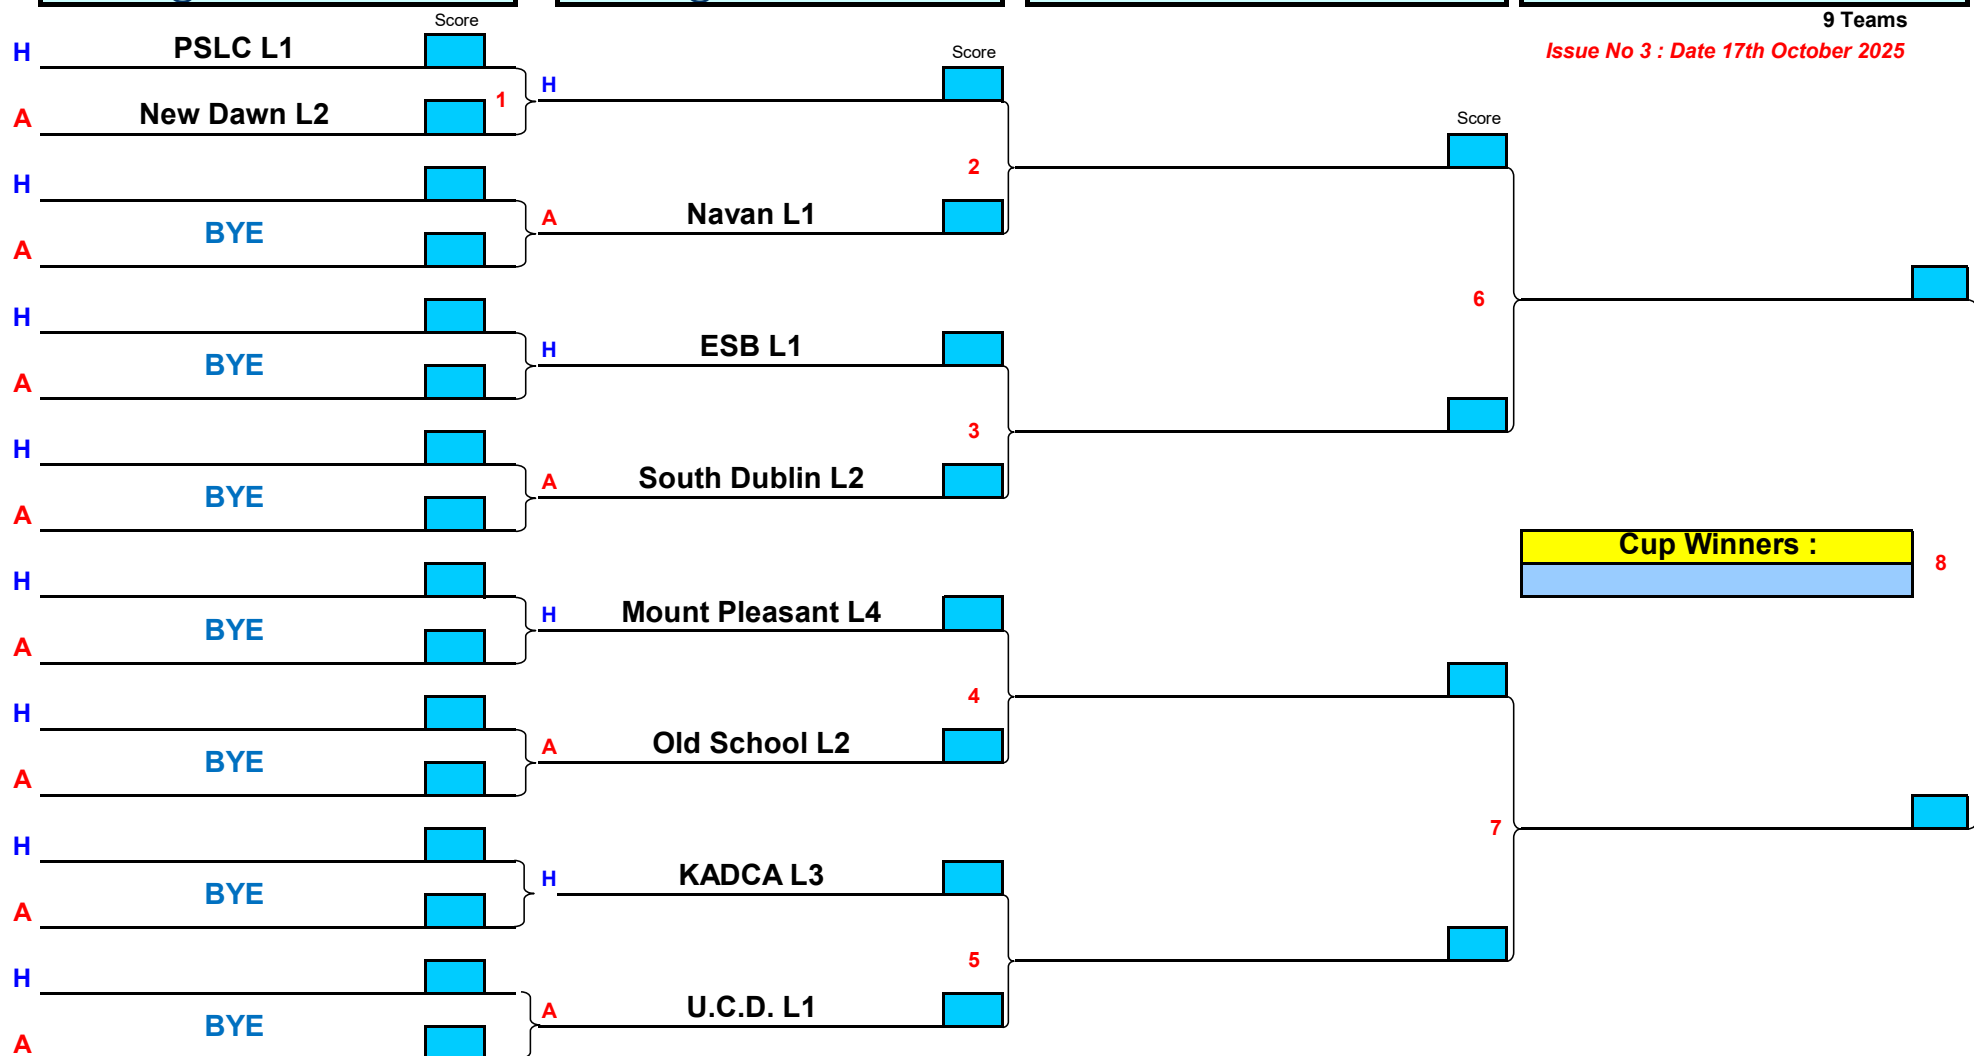 9 Teams
Score
Issue No 3 : Date 17th October 2025
H PSLC L1
Score
H
1
A New Dawn L2
Score
2
H
A Navan L1
BYE
A
6
H
H ESB L1
BYE
A
3
H
A South Dublin L2
BYE
A
Cup Winners :
8
H
H Mount Pleasant L4
BYE
A
4
H
A Old School L2
BYE
A
7
H
H KADCA L3
BYE
A
5
H
A U.C.D. L1
BYE
A